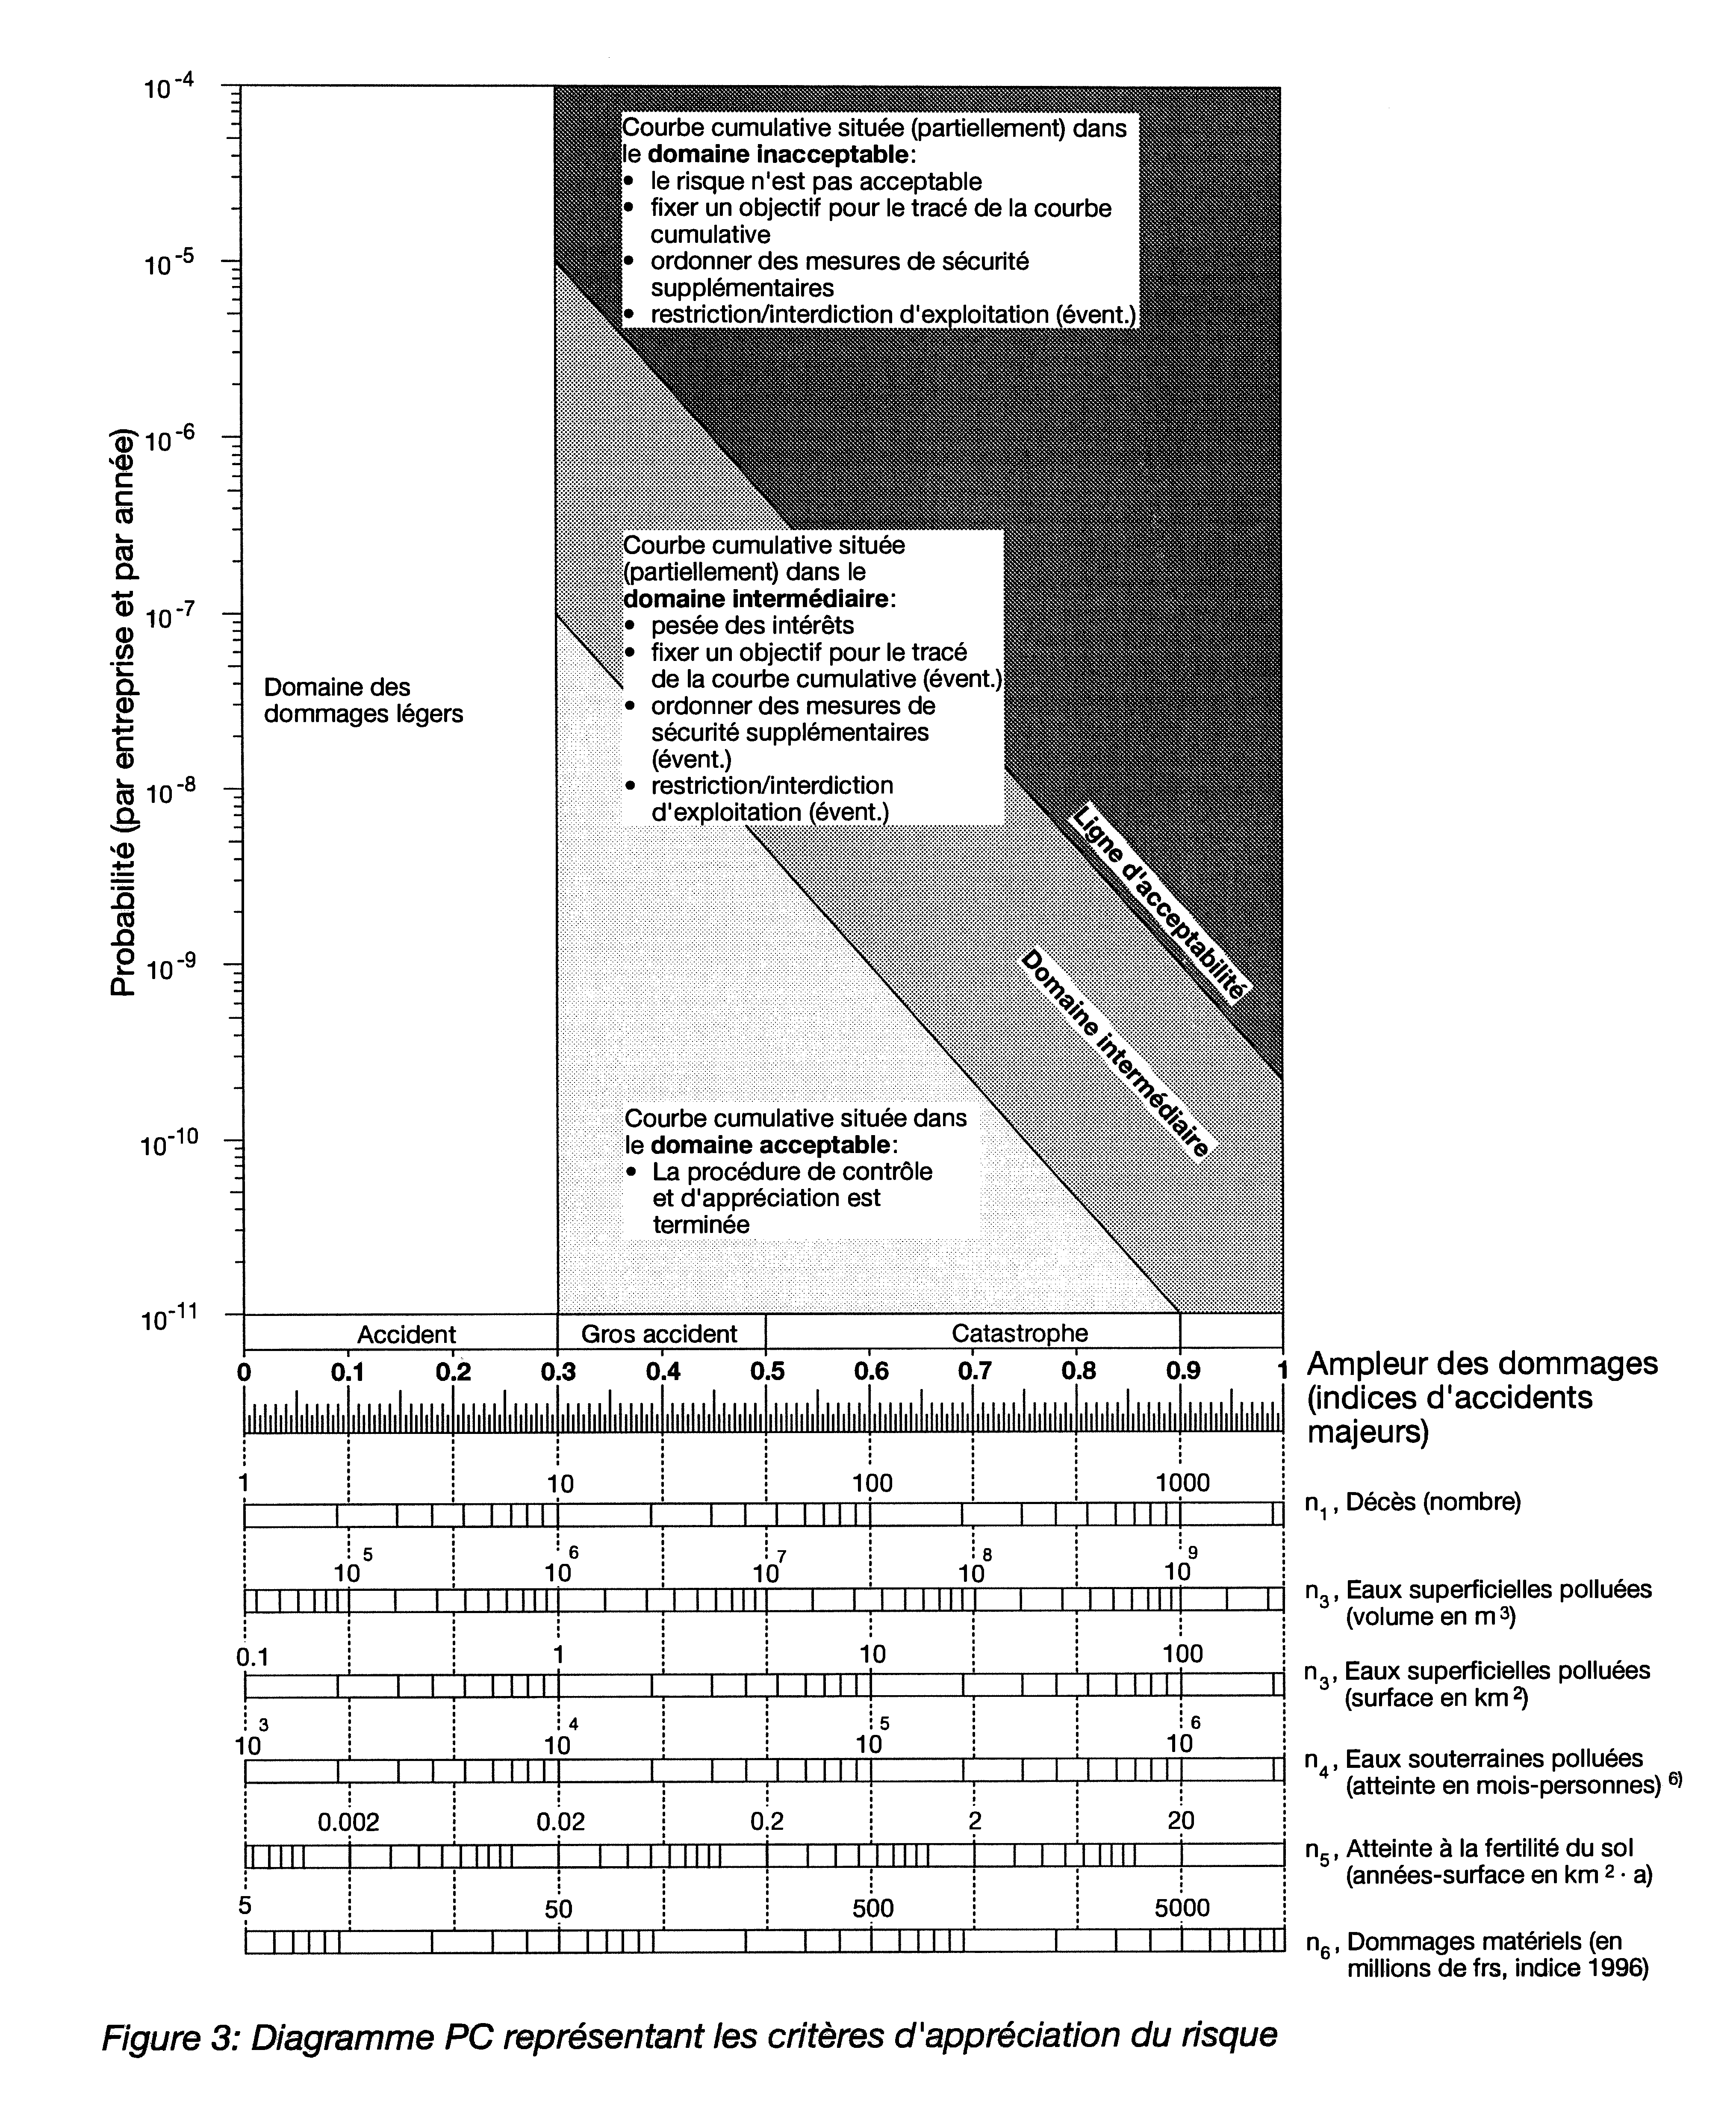 10-4
Courbe cumulative située (partiellement) dans
le domaine inacceptable:
• le risque n'est pas acceptable
• fixer un objectif pour le tracé de la courbe
cumulative
• ordonner des mesures de sécurité
supplémentaires
• restriction/interdiction d'exploitation (évent.)
10-5
10-6
10-7
10-8
10-9
10-10
10-11
Probabilité (par entreprise et par année)
Courbe cumulative située
(partiellement) dans le
domaine intermédiaire:
• pesée des intérêts
• fixer un objectif pour le tracé
de la courbe cumulative (évent.)
• ordonner des mesures de
sécurité supplémentaires
(évent.)
• restriction/interdiction
d'exploitation (évent.)
Domaine des
dommages légers
Ligne d'acceptabilité
Domaine intermédiaire
Courbe cumulative située dans
le domaine acceptable:
• La procédure de contrôle
et d'appréciation est
terminée
Accident Gros accident Catastrophe
0 0.1 0.2 0.3 0.4 0.5 0.6 0.7 0.8 0.9 1
Ampleur des dommages
(indices d'accidents
majeurs)
1 10 100 1000
n1, Décès (nombre)
10 5 10 6 10 7 10 8 10 9
n3, Eaux superficielles polluées
(volume en m3)
0.1 1 10 100
n3, Eaux superficielles polluées
(surface en km2)
10 3 10 4 10 5 10 6
n4, Eaux souterraines polluées
(atteinte en mois-personnes) 6)
0.002 0.02 0.2 2 20
n5, Atteinte à la fertilité du sol
(années-surface en km2 · a)
5 50 500 5000
n6, Dommages matériels (en
millions de frs, indice 1996)
Figure 3: Diagramme PC représentant les critères d'appréciation du risque